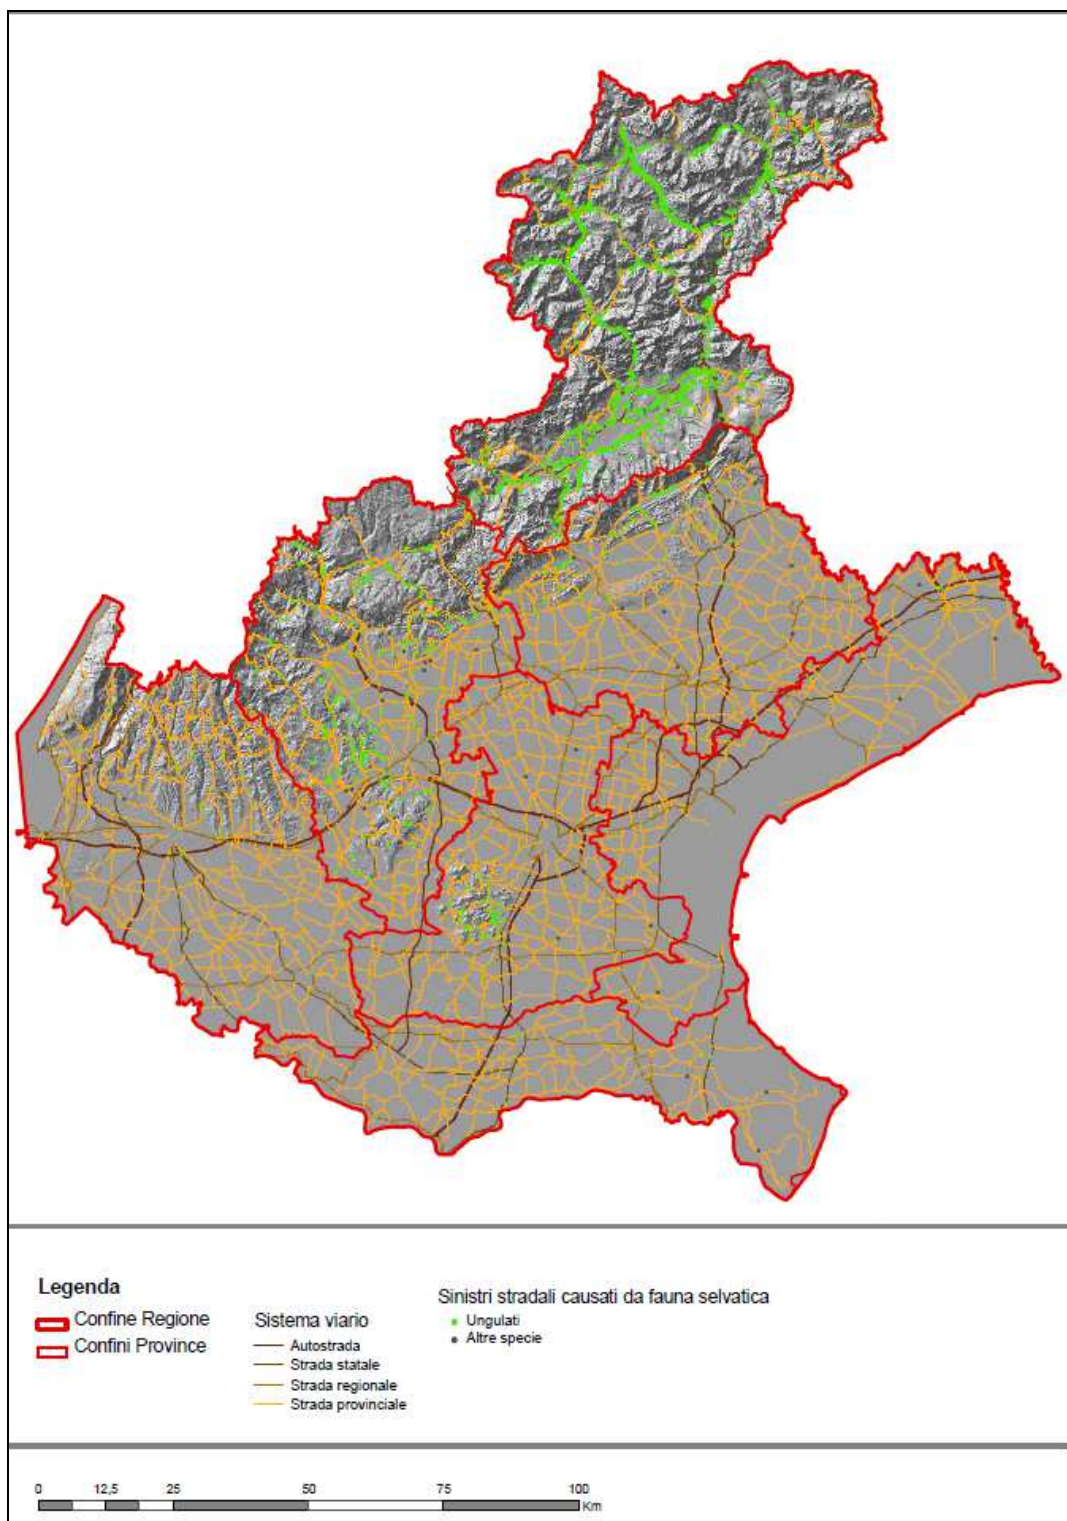 Legenda
Confine Regione
Confini Province
Sistema viario
Autostrada
Strada statale
Strada regionale
Strada provinciale
Sinistri stradali causati da fauna selvatica
Ungulati
Altre specie
0 12,5 25 50 75 100
Km